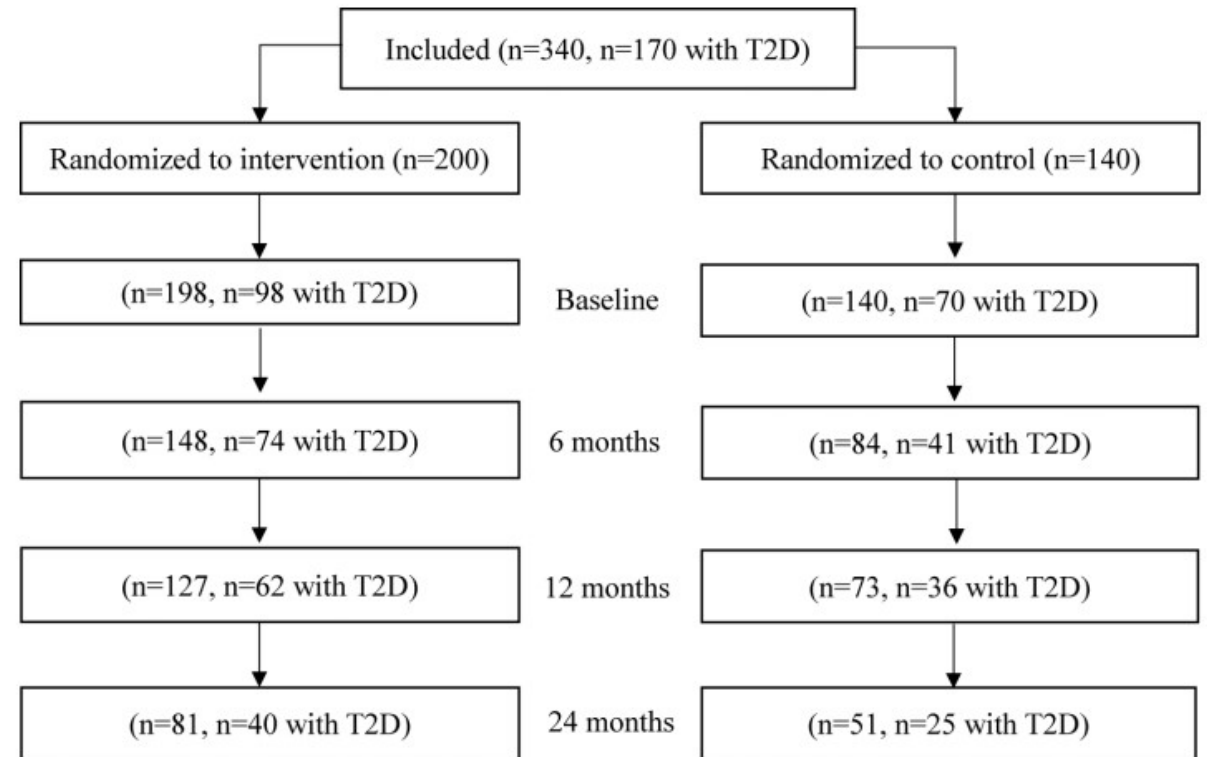 Included (n=340, n=170 with T2D)
Randomized to intervention (n=200)
Randomized to control (n=140)
(n=198, n=98 with T2D)
Baseline
(n=140, n=70 with T2D)
(n=148, n=74 with T2D)
6 months
(n=84, n=41 with T2D)
(n=127, n=62 with T2D)
12 months
(n=73, n=36 with T2D)
(n=81, n=40 with T2D)
24 months
(n=51, n=25 with T2D)